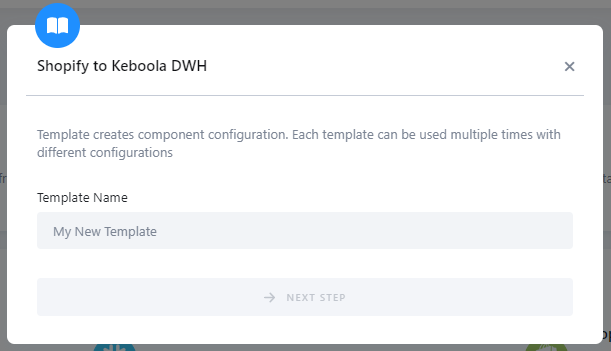 Shopify to Keboola DWH
Template creates component configuration. Each template can be used multiple times with
different configurations
Template Name
My New Template
NEXT STEP